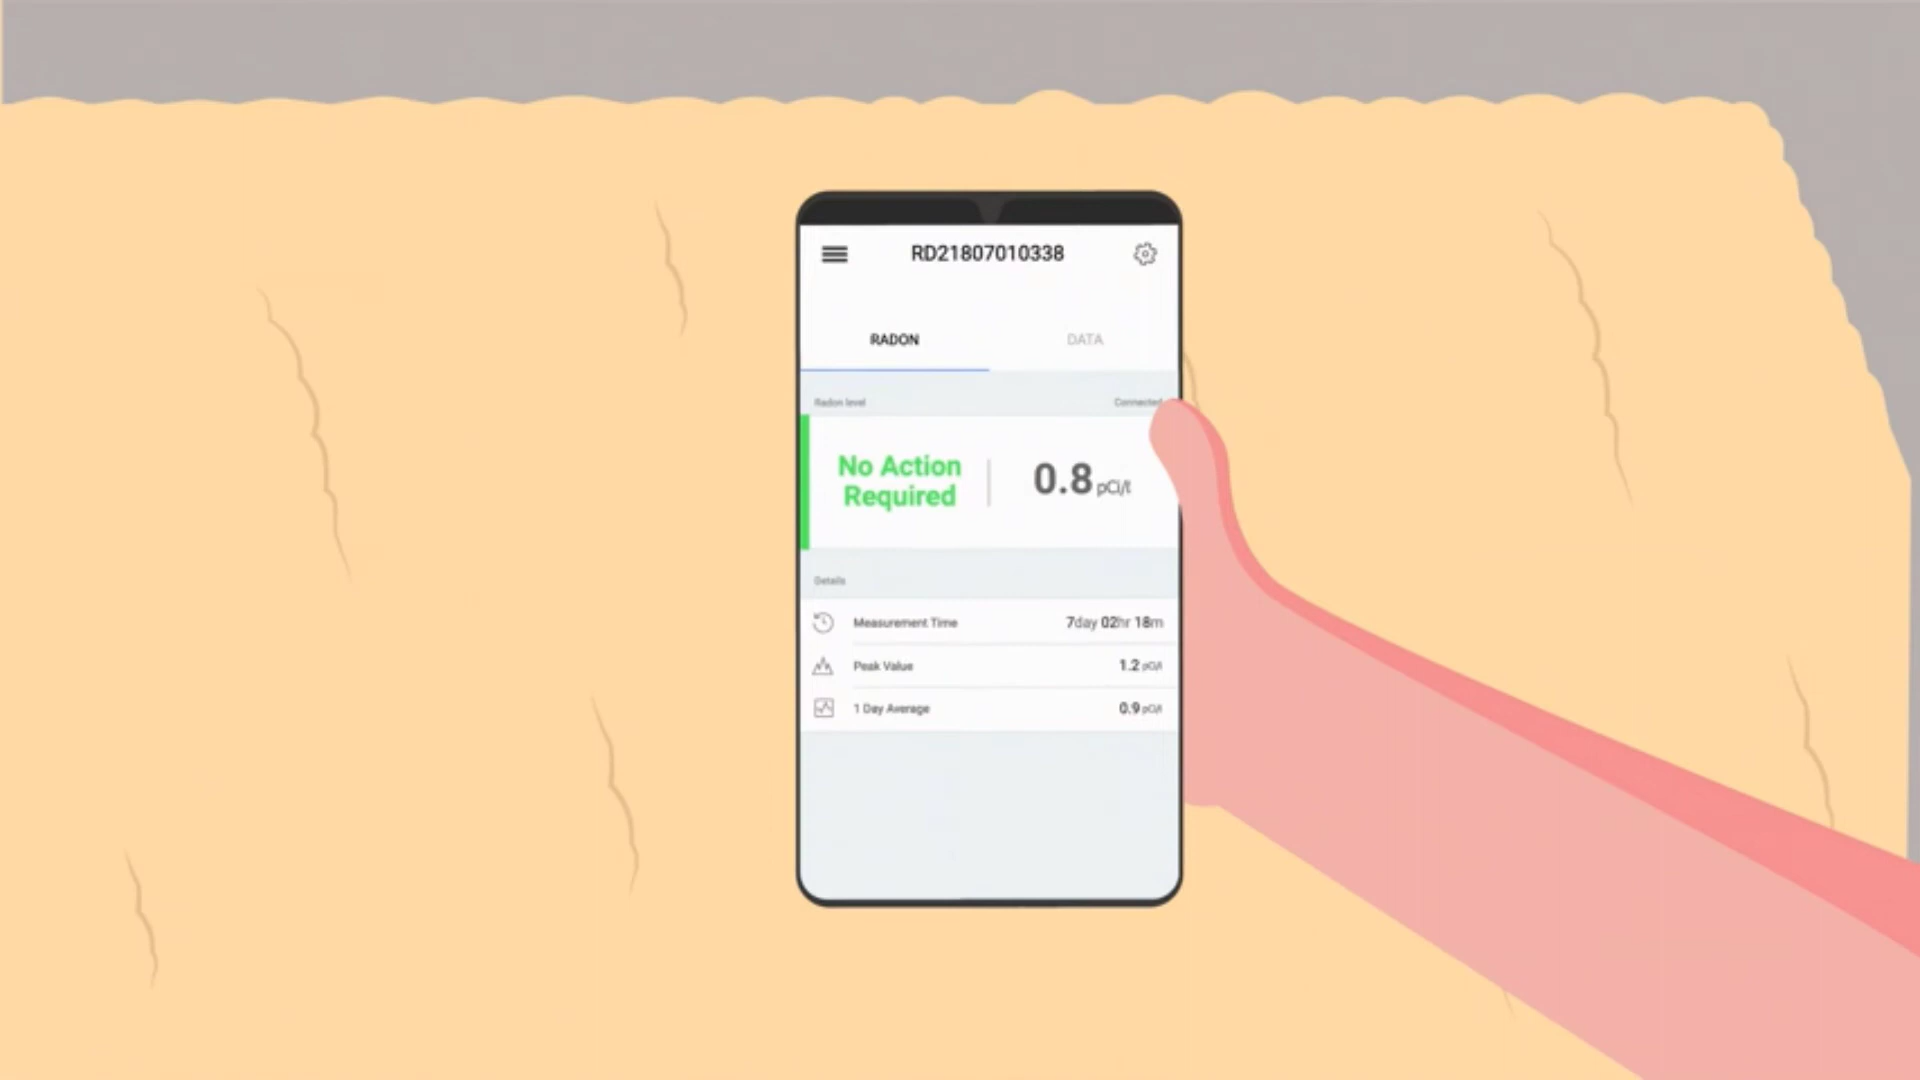 RD21807010338
RADON DATA
Radon level Connected
No Action
Required
0.8 pCi/ℓ
Details
Measurement Time 7day 02hr 18m
Peak Value 1.2 pCi/ℓ
1 Day Average 0.9 pCi/ℓ